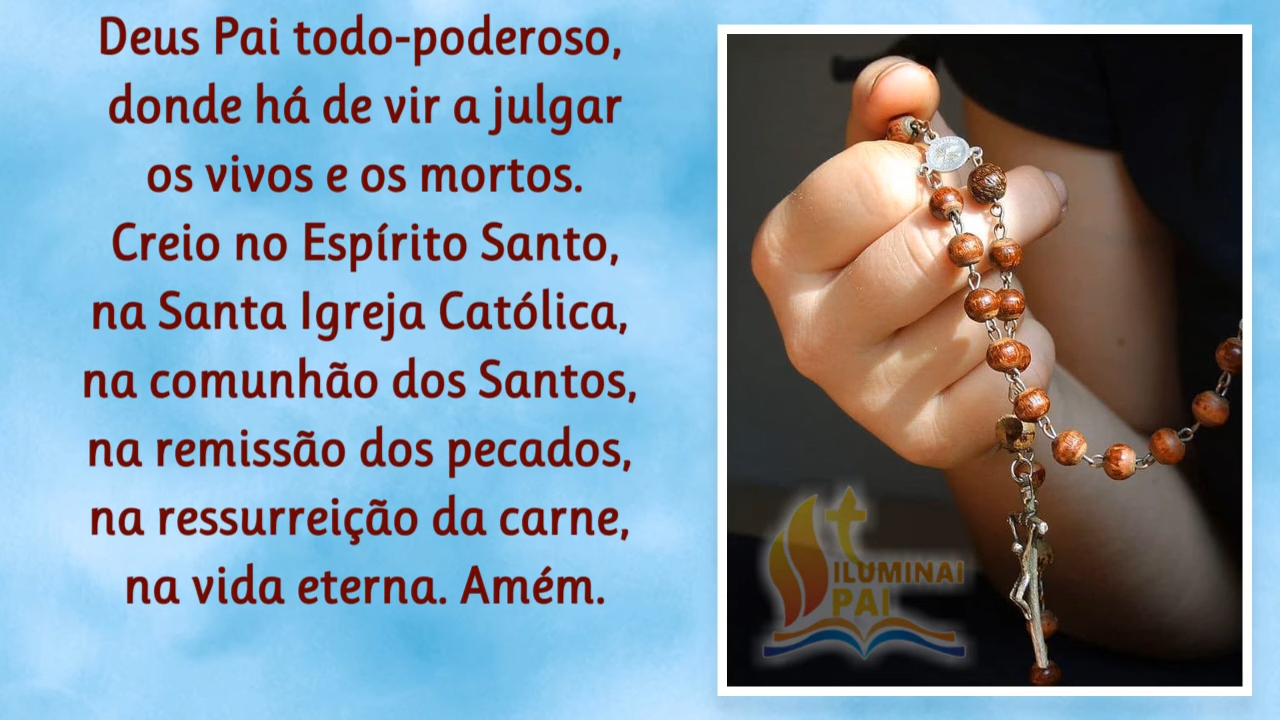 Deus Pai todo-poderoso,
donde há de vir a julgar
os vivos e os mortos.
Creio no Espírito Santo,
na Santa Igreja Católica,
na comunhão dos Santos,
na remissão dos pecados,
na ressurreição da carne,
na vida eterna. Amém.
ILUMINAI
PAI